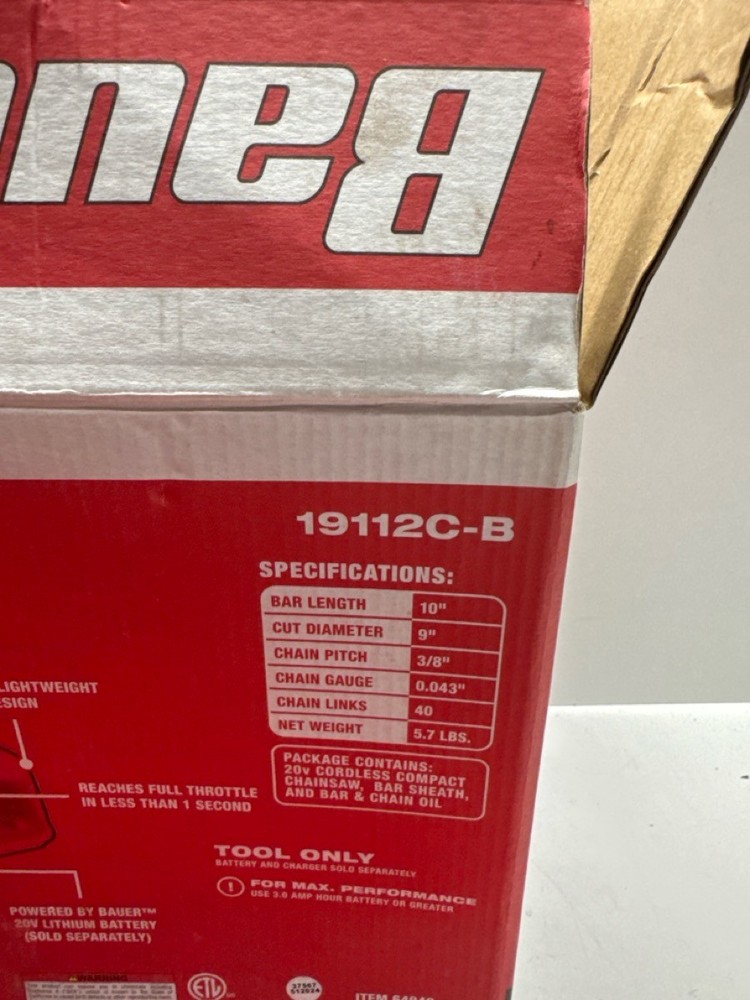 Baue
19112C-B
SPECIFICATIONS:
BAR LENGTH 10"
CUT DIAMETER 9"
CHAIN PITCH 3/8"
CHAIN GAUGE 0.043"
CHAIN LINKS 40
NET WEIGHT 5.7 LBS.
PACKAGE CONTAINS:
20v CORDLESS COMPACT
CHAINSAW, BAR SHEATH,
AND BAR & CHAIN OIL
LIGHTWEIGHT
ESIGN
REACHES FULL THROTTLE
IN LESS THAN 1 SECOND
TOOL ONLY
BATTERY AND CHARGER SOLD SEPARATELY
! FOR MAX. PERFORMANCE
USE 3.0 AMP HOUR BATTERY OR GREATER
POWERED BY BAUER™
20V LITHIUM BATTERY
(SOLD SEPARATELY)
WARNING
ETL
ITEM